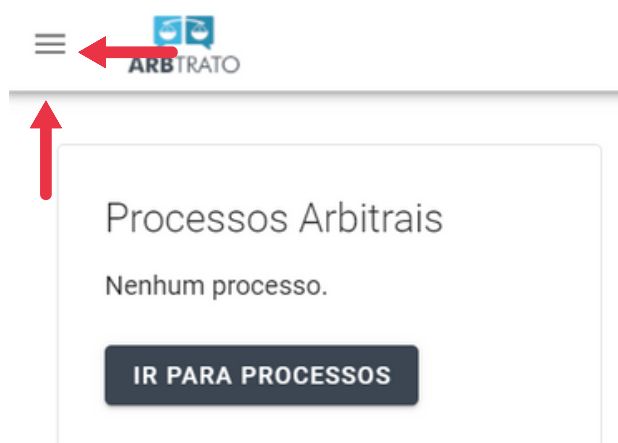 ARBTRATO
Processos Arbitrais
Nenhum processo.
IR PARA PROCESSOS